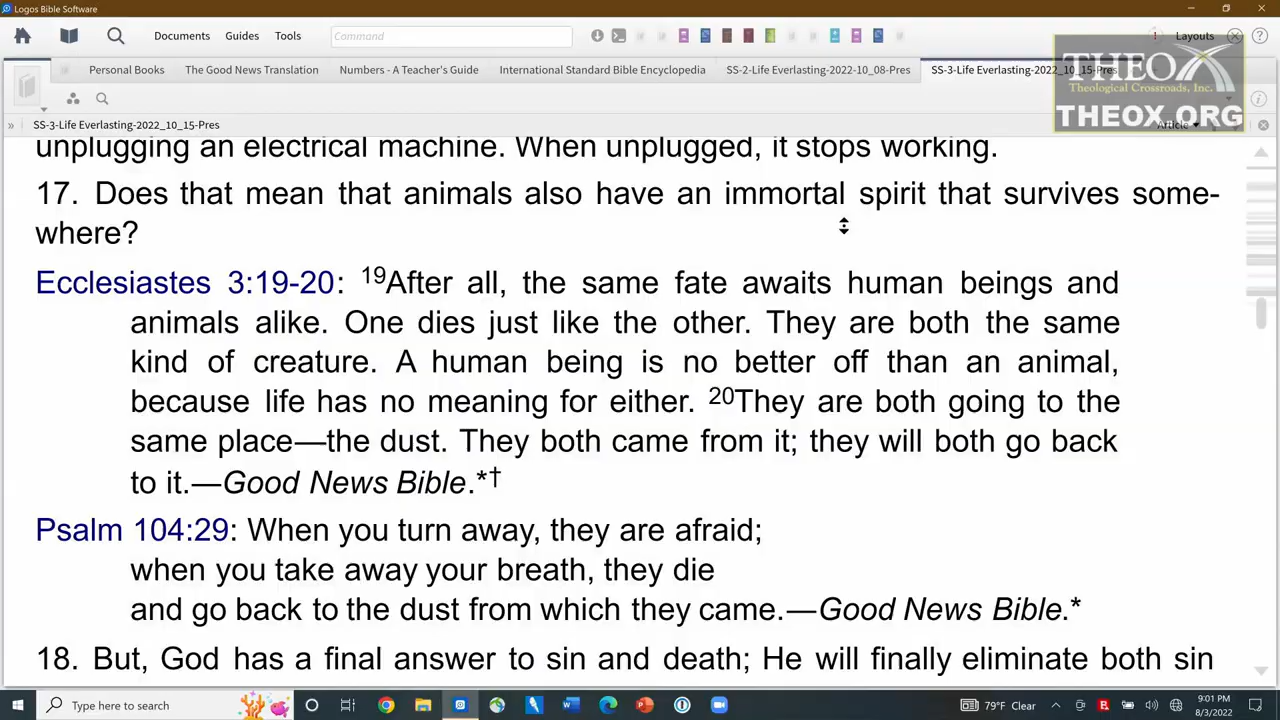 Logos Bible Software
Documents Guides Tools Command Layouts
Personal Books The Good News Translation International Standard Bible Encyclopedia SS-2-Life Everlasting-2022-10_08-Pres SS-3-Life Everlasting-2022_10_15-Pres
THEOX
Theological Crossroads, Inc.
THEOX.ORG
SS-3-Life Everlasting-2022_10_15-Pres Article
unplugging an electrical machine. When unplugged, it stops working.
17. Does that mean that animals also have an immortal spirit that survives some-
where?
Ecclesiastes 3:19-20: 19After all, the same fate awaits human beings and
animals alike. One dies just like the other. They are both the same
kind of creature. A human being is no better off than an animal,
because life has no meaning for either. 20They are both going to the
same place—the dust. They both came from it; they will both go back
to it.—Good News Bible.*†
Psalm 104:29: When you turn away, they are afraid;
when you take away your breath, they die
and go back to the dust from which they came.—Good News Bible.*
18. But, God has a final answer to sin and death; He will finally eliminate both sin
Type here to search
79°F Clear
9:01 PM
8/3/2022